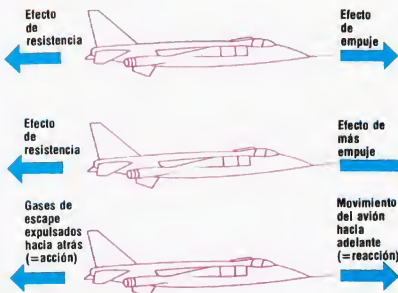 Efecto
de
resistencia
Efecto
de
empuje
Efecto
de
resistencia
Efecto de
más
empuje
Gases de
escape
expulsados
hacia atrás
(=acción)
Movimiento
del avión
hacia
adelante
(=reacción)